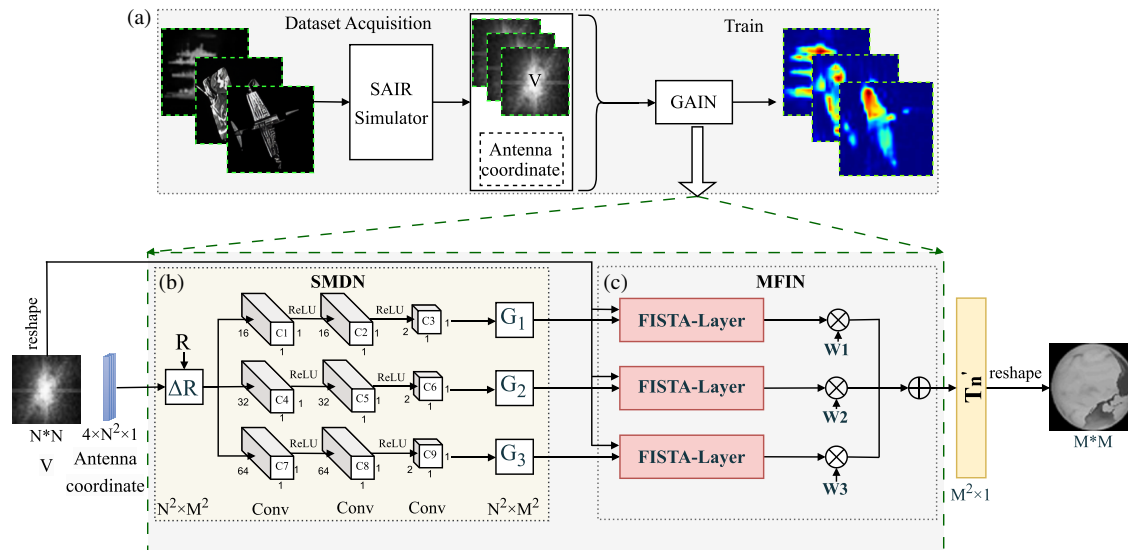 (a)
Dataset Acquisition
Train
SAIR
Simulator
V
Antenna
coordinate
GAIN
(b)
SMDN
(c)
MFIN
reshape
N*N
V
4×N²×1
Antenna
coordinate
R
ΔR
N²×M²
16
C1
1
1
ReLU
16
C2
1
1
ReLU
2
C3
1
1
G₁
32
C4
1
1
ReLU
32
C5
1
1
ReLU
2
C6
1
1
G₂
64
C7
1
1
ReLU
64
C8
1
1
ReLU
2
C9
1
1
G₃
Conv
Conv
Conv
N²×M²
FISTA-Layer
W1
FISTA-Layer
W2
FISTA-Layer
W3
Tn'
M²×1
reshape
M*M